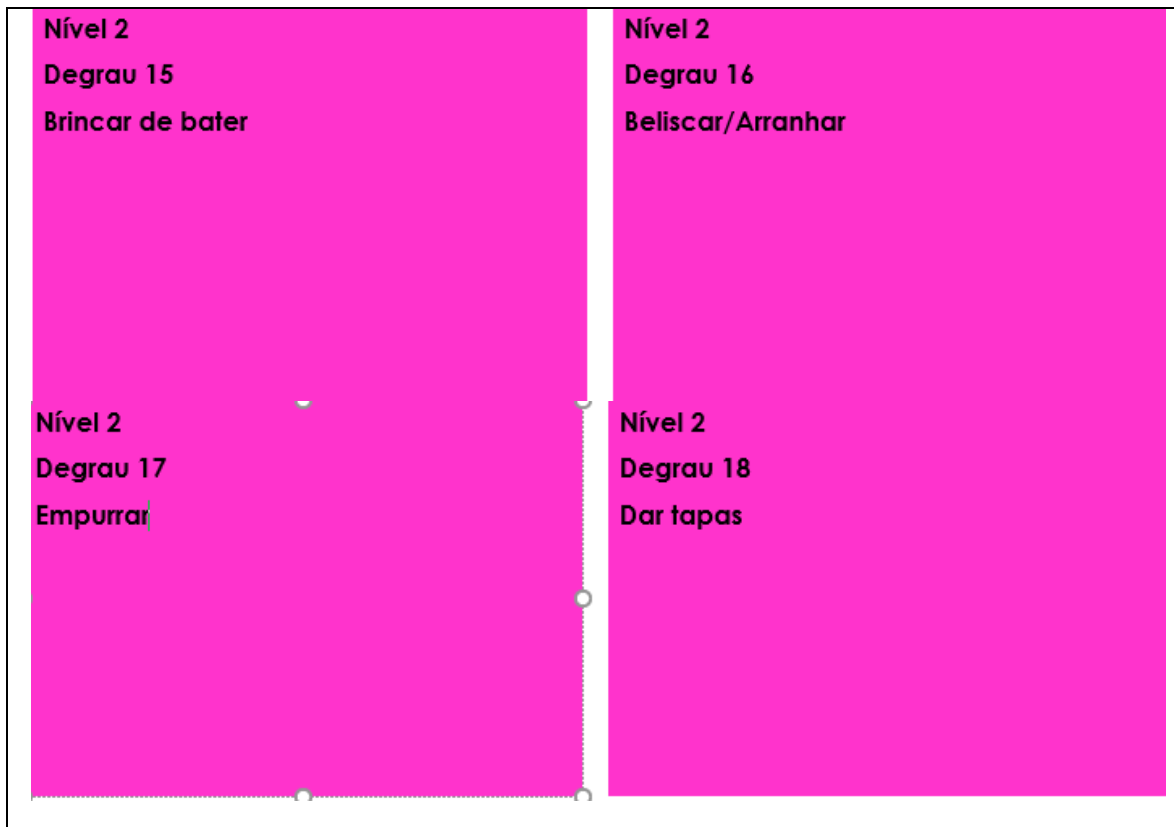 Nível 2
Degrau 15
Brincar de bater
Nível 2
Degrau 16
Beliscar/Arranhar
Nível 2
Degrau 17
Empurrar
Nível 2
Degrau 18
Dar tapas